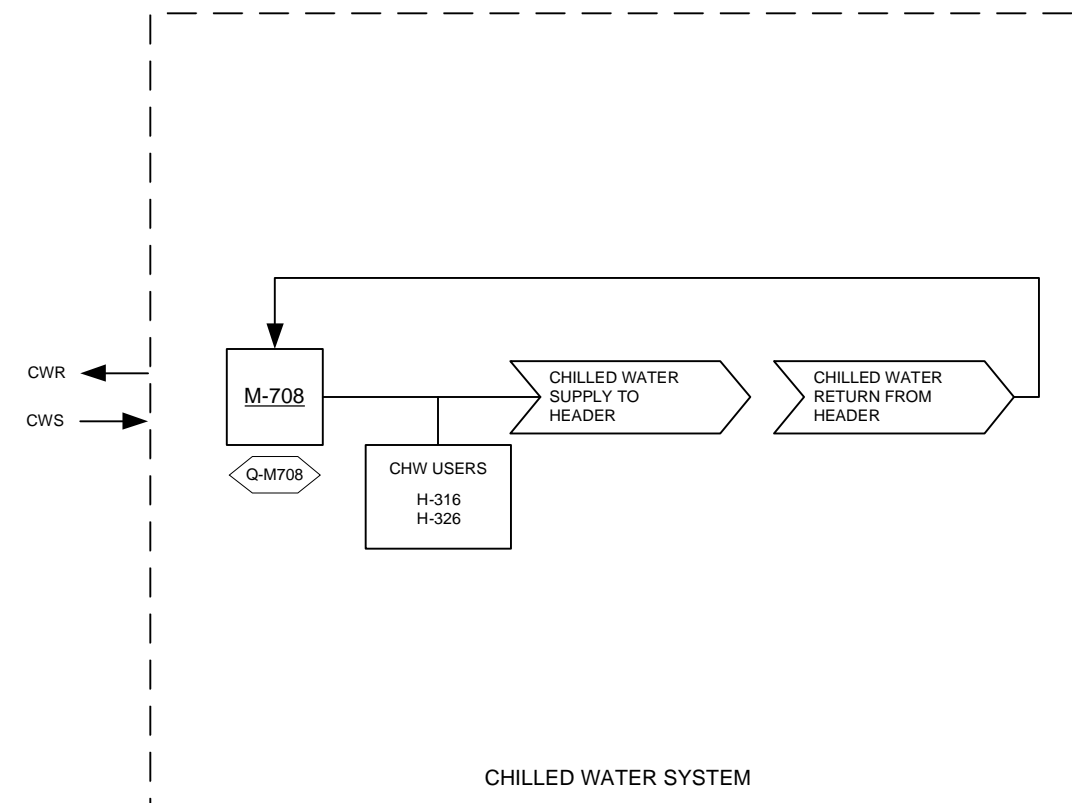 CWR
CWS
M-708
Q-M708
CHW USERS
H-316
H-326
CHILLED WATER
SUPPLY TO
HEADER
CHILLED WATER
RETURN FROM
HEADER
CHILLED WATER SYSTEM